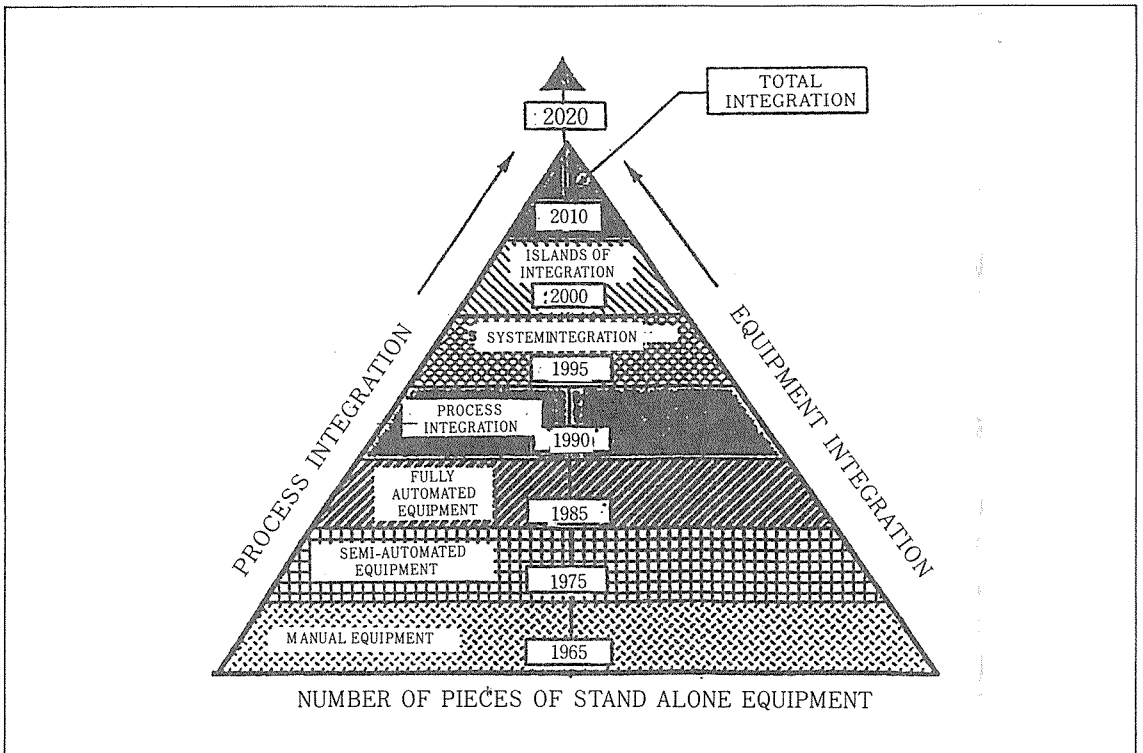 TOTAL
INTEGRATION
2020
2010
ISLANDS OF
INTEGRATION
2000
SYSTEMINTEGRATION
1995
PROCESS
INTEGRATION
1990
FULLY
AUTOMATED
EQUIPMENT
1985
SEMI-AUTOMATED
EQUIPMENT
1975
MANUAL EQUIPMENT
1965
PROCESS INTEGRATION
EQUIPMENT INTEGRATION
NUMBER OF PIECES OF STAND ALONE EQUIPMENT